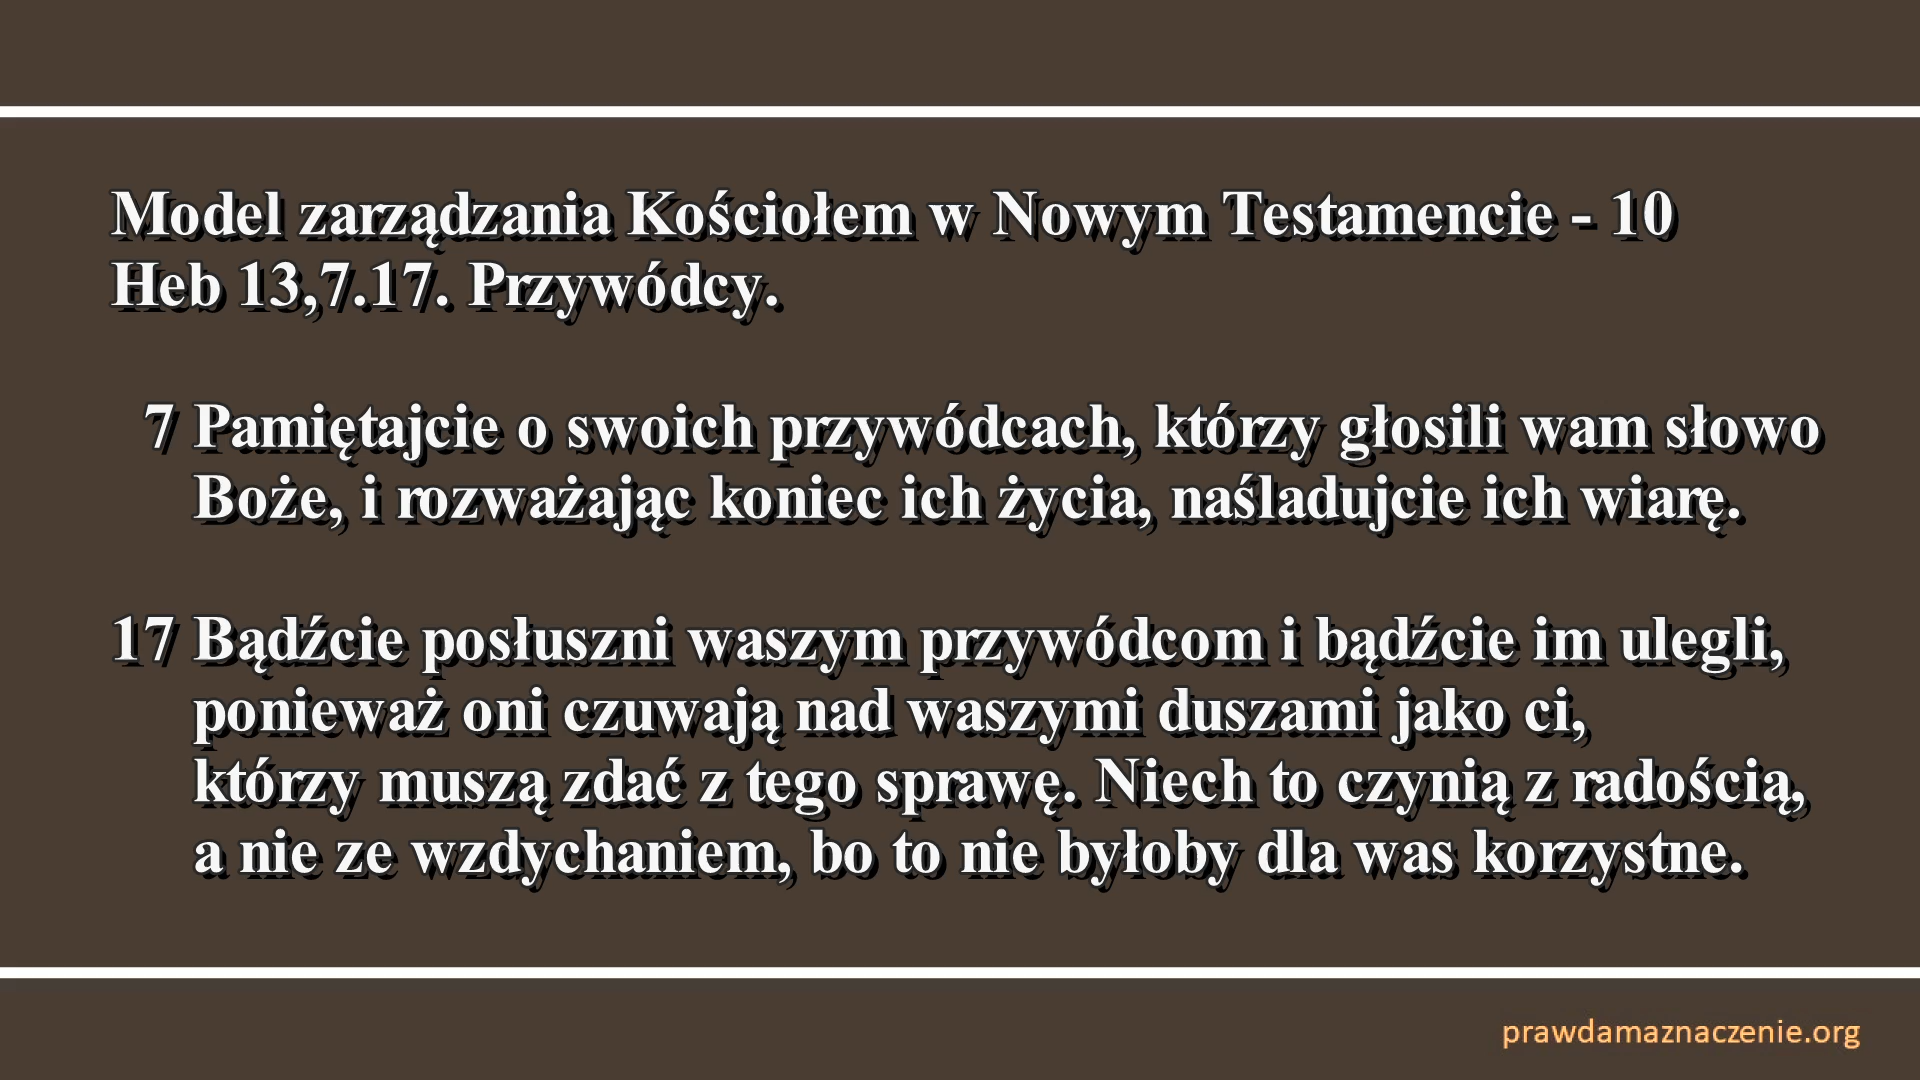 Model zarządzania Kościołem w Nowym Testamencie - 10
Heb 13,7.17. Przywódcy.
7 Pamiętajcie o swoich przywódcach, którzy głosili wam słowo
Boże, i rozważając koniec ich życia, naśladujcie ich wiarę.
17 Bądźcie posłuszni waszym przywódcom i bądźcie im ulegli,
ponieważ oni czuwają nad waszymi duszami jako ci,
którzy muszą zdać z tego sprawę. Niech to czynią z radością,
a nie ze wzdychaniem, bo to nie byłoby dla was korzystne.
prawdamaznaczenie.org